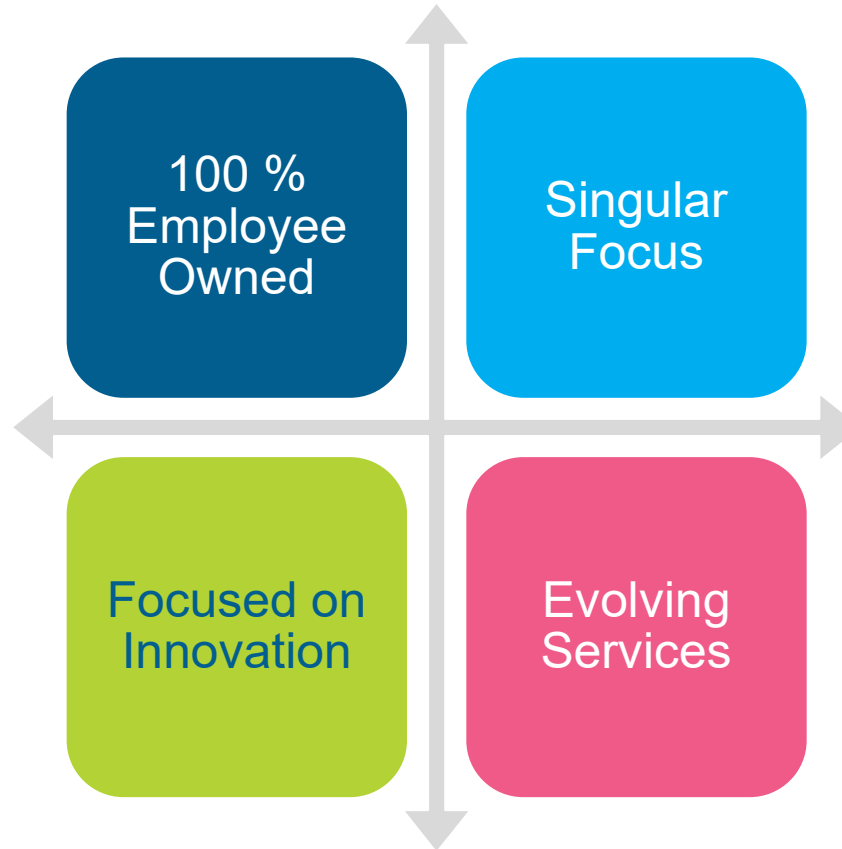 100 %
Employee
Owned
Singular
Focus
Focused on
Innovation
Evolving
Services